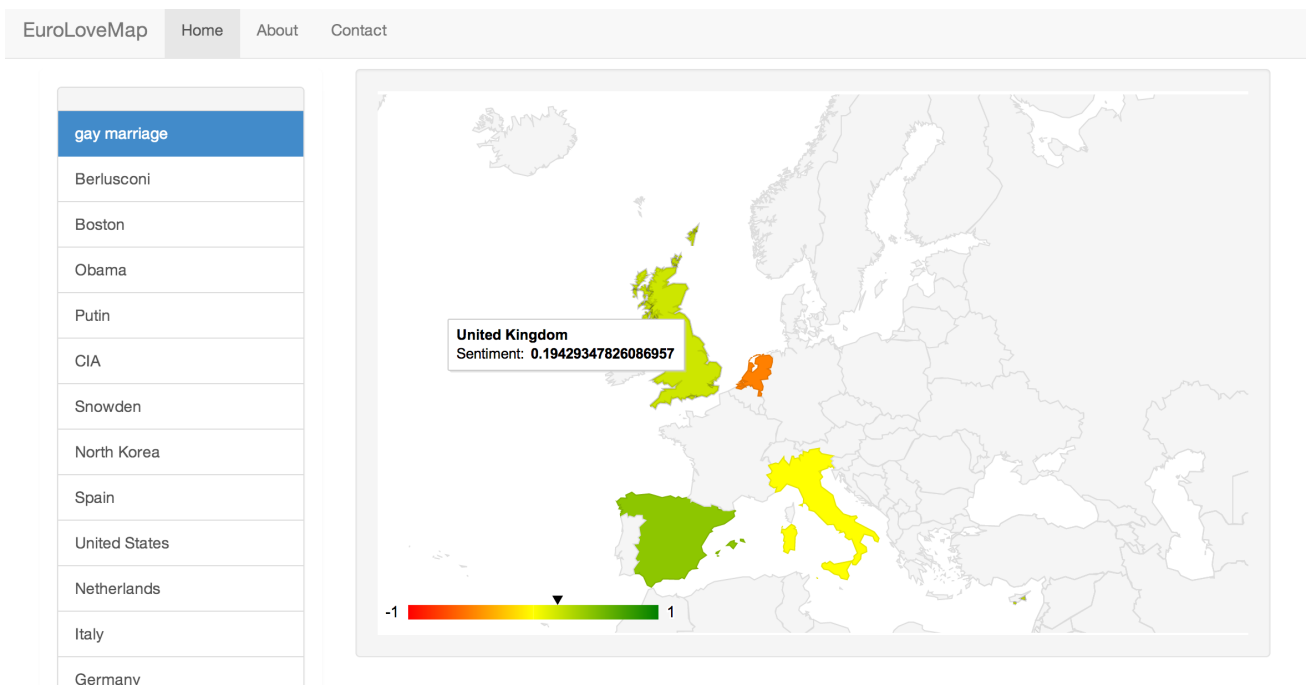 EuroLoveMap Home About Contact
gay marriage
Berlusconi
Boston
Obama
Putin
CIA
Snowden
North Korea
Spain
United States
Netherlands
Italy
Germany
United Kingdom
Sentiment: 0.19429347826086957
-1 1